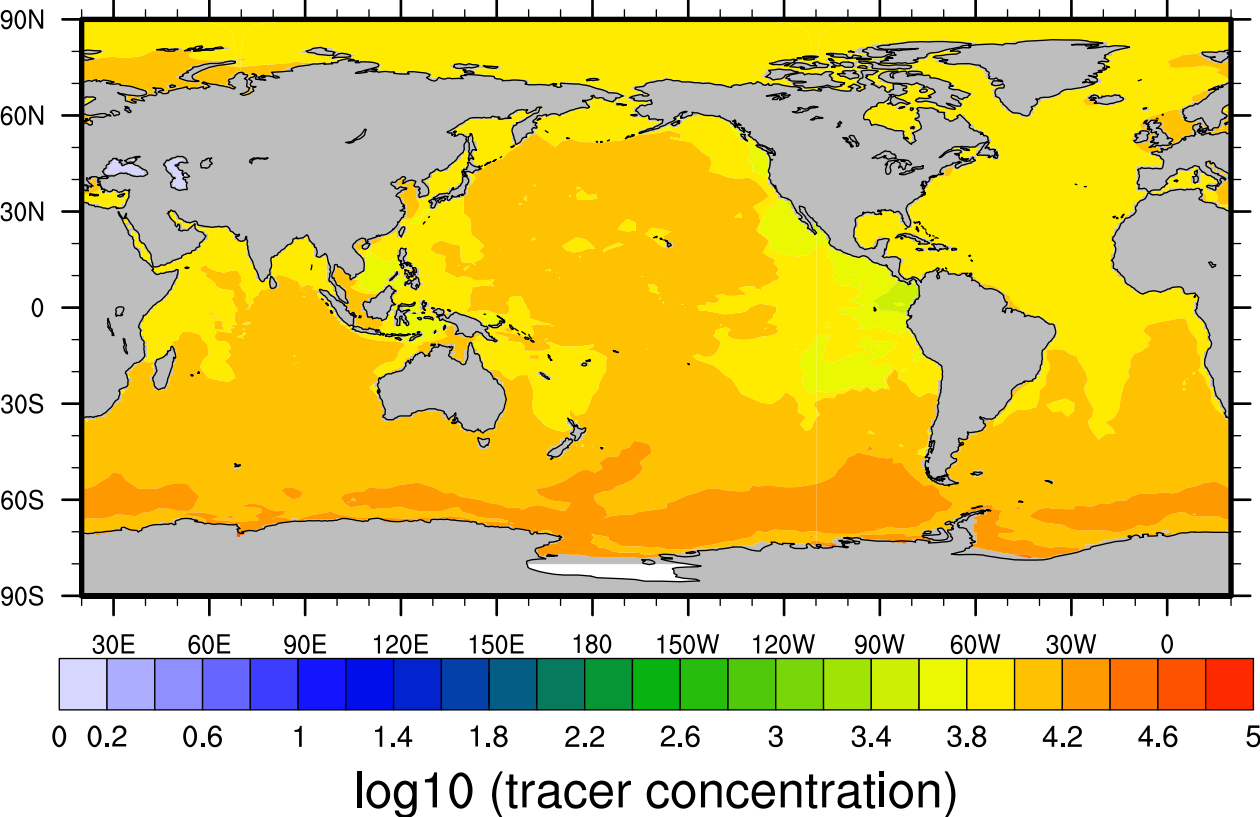 90N
60N
30N
0
30S
60S
90S
30E 60E 90E 120E 150E 180 150W 120W 90W 60W 30W 0
0 0.2 0.6 1 1.4 1.8 2.2 2.6 3 3.4 3.8 4.2 4.6 5
log10 (tracer concentration)